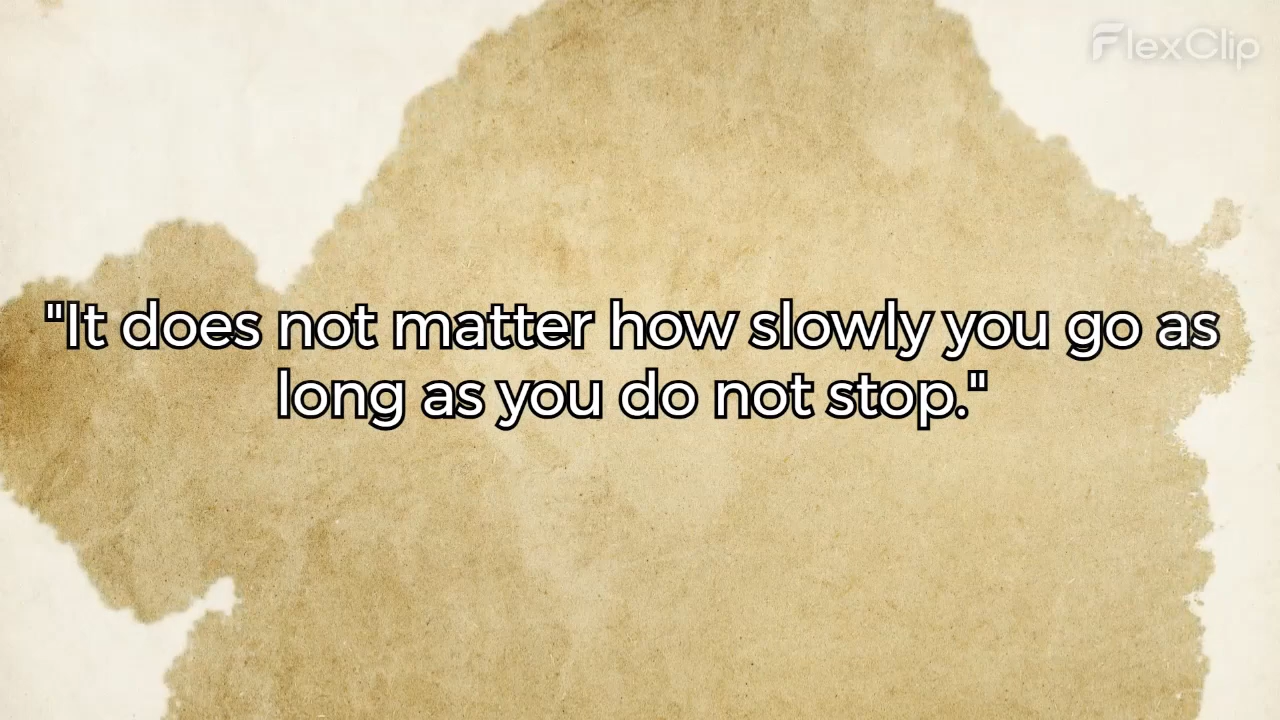 FlexClip
"It does not matter how slowly you go as
long as you do not stop."